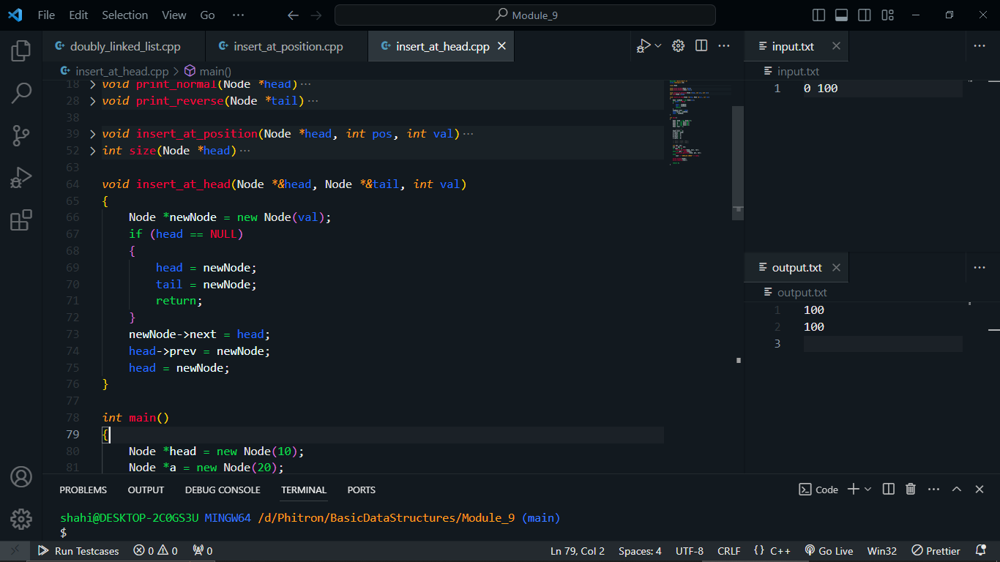 File Edit Selection View Go ··· Module_9
doubly_linked_list.cpp insert_at_position.cpp insert_at_head.cpp
insert_at_head.cpp > main()
18 void print_normal(Node *head)···
28 void print_reverse(Node *tail)···
38
39 void insert_at_position(Node *head, int pos, int val)···
52 int size(Node *head)···
63
64 void insert_at_head(Node *&head, Node *&tail, int val)
65 {
66 Node *newNode = new Node(val);
67 if (head == NULL)
68 {
69 head = newNode;
70 tail = newNode;
71 return;
72 }
73 newNode->next = head;
74 head->prev = newNode;
75 head = newNode;
76 }
77
78 int main()
79 {
80 Node *head = new Node(10);
81 Node *a = new Node(20);
input.txt
input.txt
1 0 100
output.txt
output.txt
1 100
2 100
3
PROBLEMS OUTPUT DEBUG CONSOLE TERMINAL PORTS Code
shahi@DESKTOP-2C0GS3U MINGW64 /d/Phitron/BasicDataStructures/Module_9 (main)
$
Run Testcases 0 0 0 Ln 79, Col 2 Spaces: 4 UTF-8 CRLF {} C++ Go Live Win32 Prettier